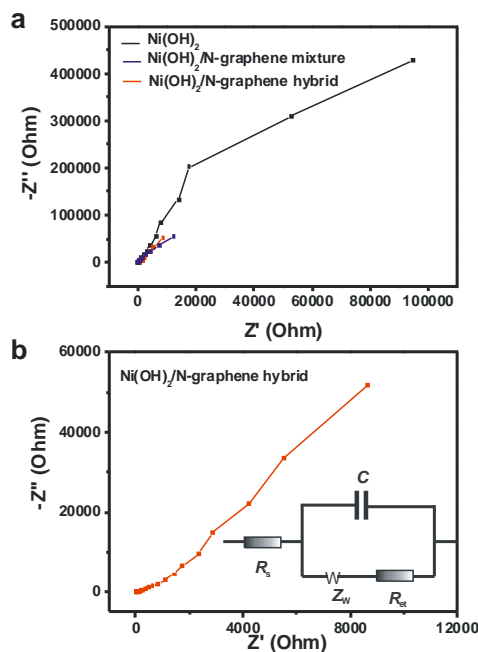 a
Ni(OH)2
Ni(OH)2/N-graphene mixture
Ni(OH)2/N-graphene hybrid
500000
400000
300000
200000
100000
0
-Z'' (Ohm)
0 20000 40000 60000 80000 100000
Z' (Ohm)
b
Ni(OH)2/N-graphene hybrid
60000
40000
20000
0
-Z'' (Ohm)
C
Rs
Zw
Ret
0 4000 8000 12000
Z' (Ohm)